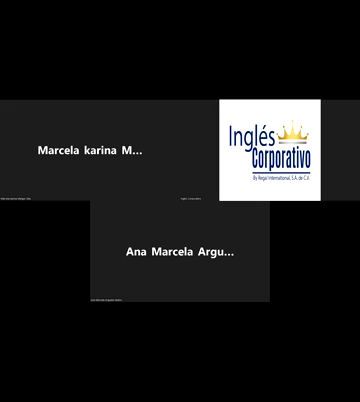 Marcela karina M...
Inglés
Corporativo
By Regal International, S.A. de C.V.
Ana Marcela Argu...